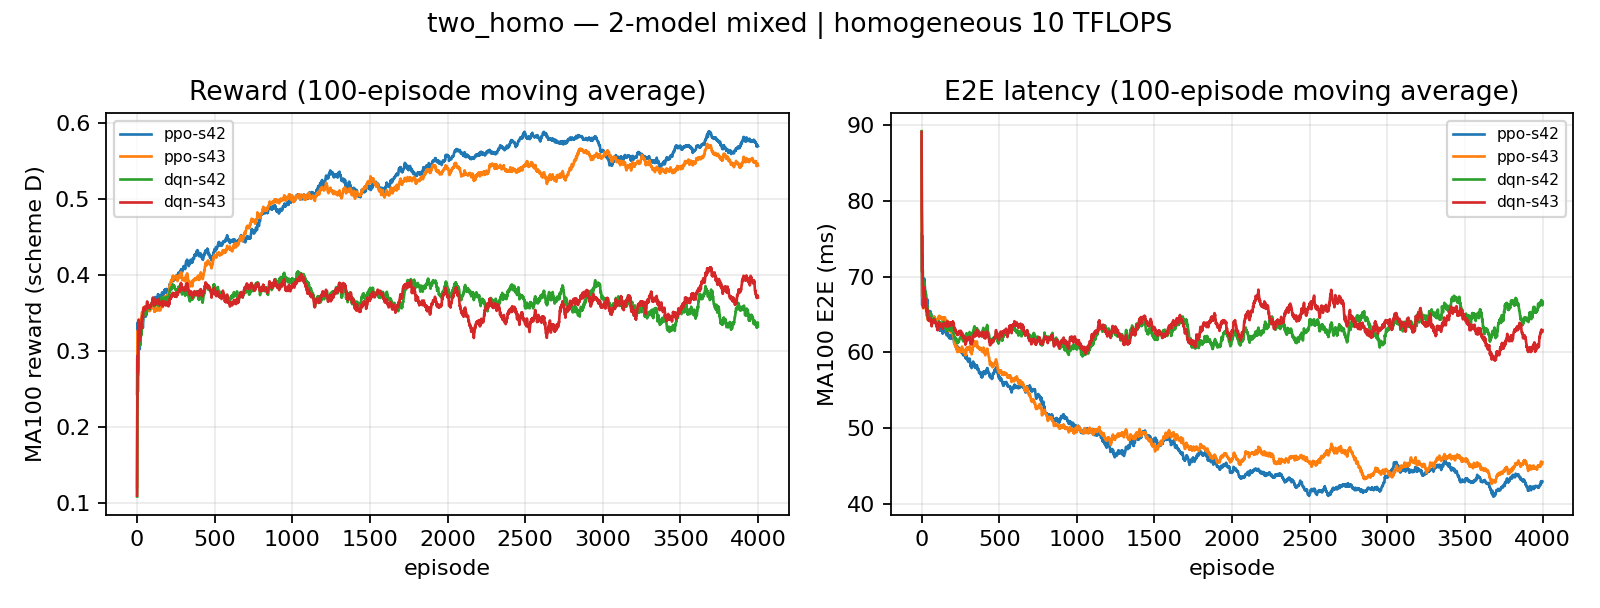 two_homo — 2-model mixed | homogeneous 10 TFLOPS
Reward (100-episode moving average)
MA100 reward (scheme D)
0.6
0.5
0.4
0.3
0.2
0.1
ppo-s42
ppo-s43
dqn-s42
dqn-s43
0 500 1000 1500 2000 2500 3000 3500 4000
episode
E2E latency (100-episode moving average)
MA100 E2E (ms)
90
80
70
60
50
40
ppo-s42
ppo-s43
dqn-s42
dqn-s43
0 500 1000 1500 2000 2500 3000 3500 4000
episode